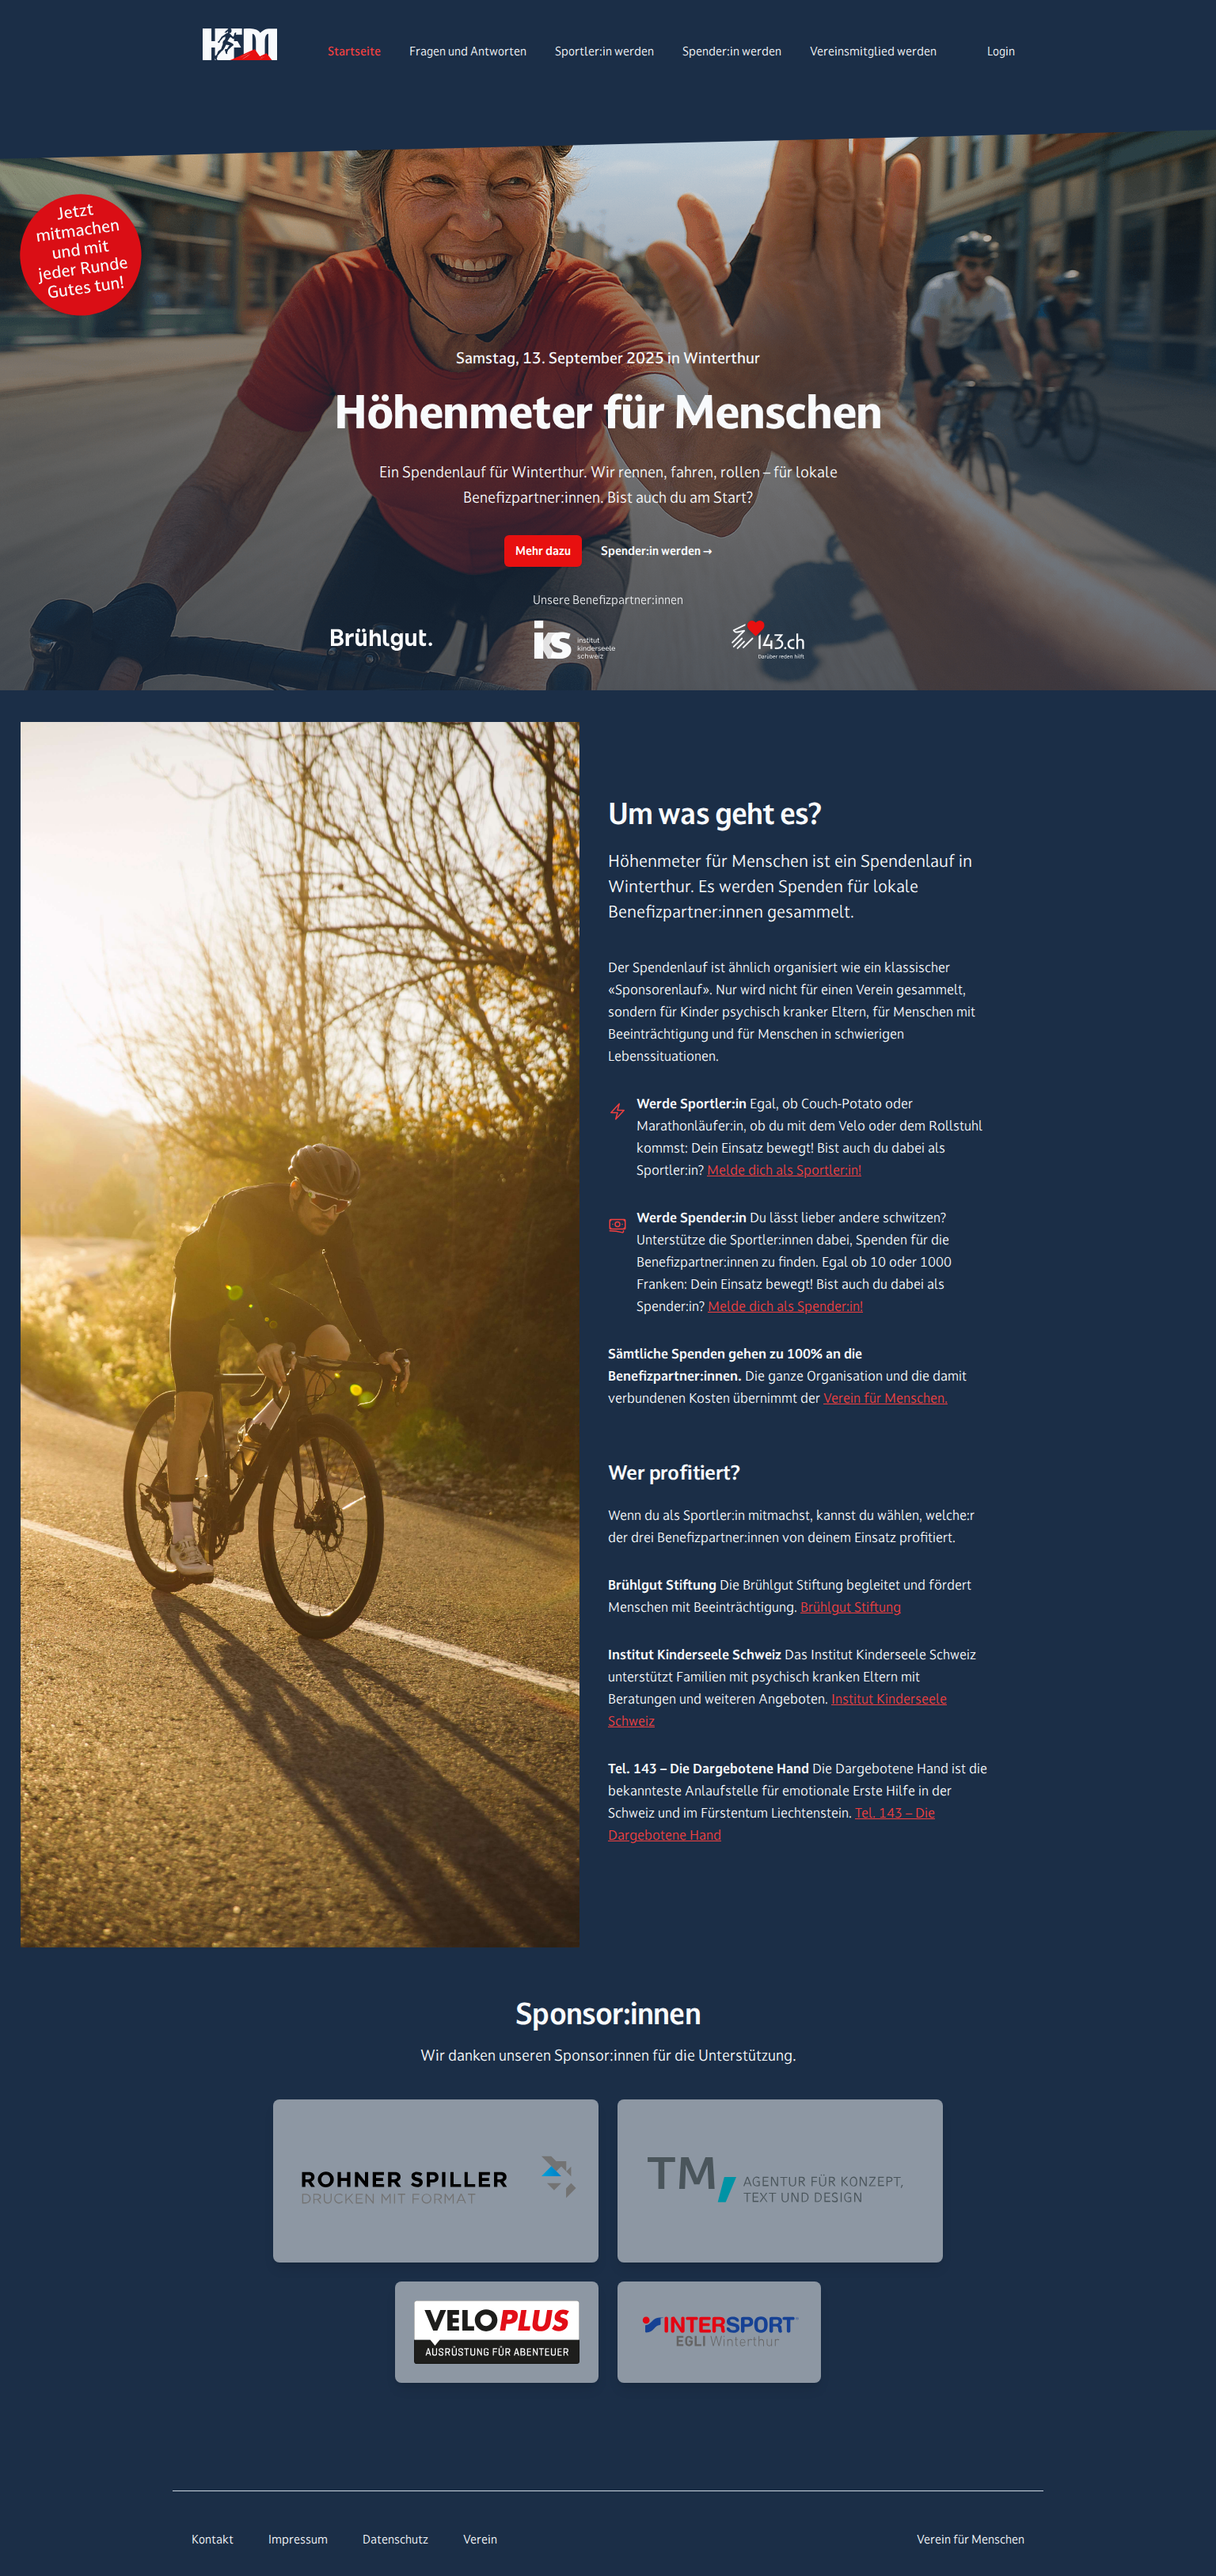 HFM
Startseite
Fragen und Antworten
Sportler:in werden
Spender:in werden
Vereinsmitglied werden
Login
Jetzt
mitmachen
und mit
jeder Runde
Gutes tun!
Samstag, 13. September 2025 in Winterthur
Höhenmeter für Menschen
Ein Spendenlauf für Winterthur. Wir rennen, fahren, rollen – für lokale
Benefizpartner:innen. Bist auch du am Start?
Mehr dazu
Spender:in werden →
Unsere Benefizpartner:innen
Brühlgut.
iks
institut
kinderseele
schweiz
143.ch
Darüber reden hilft
Um was geht es?
Höhenmeter für Menschen ist ein Spendenlauf in
Winterthur. Es werden Spenden für lokale
Benefizpartner:innen gesammelt.
Der Spendenlauf ist ähnlich organisiert wie ein klassischer
«Sponsorenlauf». Nur wird nicht für einen Verein gesammelt,
sondern für Kinder psychisch kranker Eltern, für Menschen mit
Beeinträchtigung und für Menschen in schwierigen
Lebenssituationen.
Werde Sportler:in Egal, ob Couch-Potato oder
Marathonläufer:in, ob du mit dem Velo oder dem Rollstuhl
kommst: Dein Einsatz bewegt! Bist auch du dabei als
Sportler:in? Melde dich als Sportler:in!
Werde Spender:in Du lässt lieber andere schwitzen?
Unterstütze die Sportler:innen dabei, Spenden für die
Benefizpartner:innen zu finden. Egal ob 10 oder 1000
Franken: Dein Einsatz bewegt! Bist auch du dabei als
Spender:in? Melde dich als Spender:in!
Sämtliche Spenden gehen zu 100% an die
Benefizpartner:innen. Die ganze Organisation und die damit
verbundenen Kosten übernimmt der Verein für Menschen.
Wer profitiert?
Wenn du als Sportler:in mitmachst, kannst du wählen, welche:r
der drei Benefizpartner:innen von deinem Einsatz profitiert.
Brühlgut Stiftung Die Brühlgut Stiftung begleitet und fördert
Menschen mit Beeinträchtigung. Brühlgut Stiftung
Institut Kinderseele Schweiz Das Institut Kinderseele Schweiz
unterstützt Familien mit psychisch kranken Eltern mit
Beratungen und weiteren Angeboten. Institut Kinderseele
Schweiz
Tel. 143 – Die Dargebotene Hand Die Dargebotene Hand ist die
bekannteste Anlaufstelle für emotionale Erste Hilfe in der
Schweiz und im Fürstentum Liechtenstein. Tel. 143 – Die
Dargebotene Hand
Sponsor:innen
Wir danken unseren Sponsor:innen für die Unterstützung.
ROHNER SPILLER
DRUCKEN MIT FORMAT
TM,
AGENTUR FÜR KONZEPT,
TEXT UND DESIGN
VELOPLUS
AUSRÜSTUNG FÜR ABENTEUER
INTERSPORT
EGLI Winterthur
Kontakt
Impressum
Datenschutz
Verein
Verein für Menschen